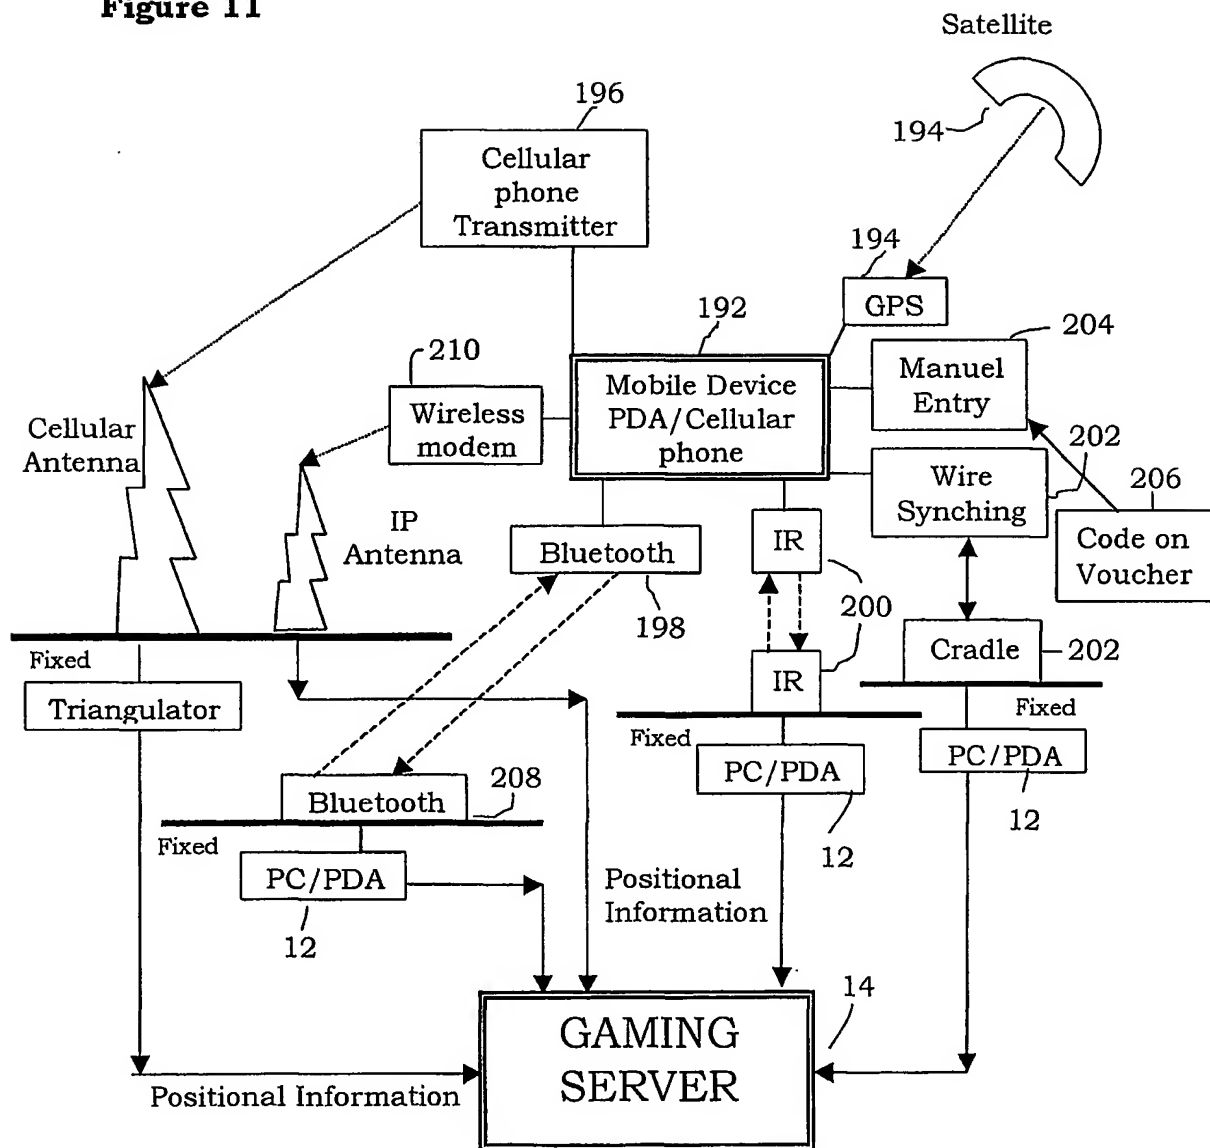 Figure 11
Satellite
196
194
Cellular
phone
Transmitter
194
GPS
192
204
210
Manuel
Entry
Mobile Device
PDA/Cellular
phone
Wireless
modem
Cellular
Antenna
202
Wire
Synching
206
IP
Antenna
IR
Bluetooth
Code on
Voucher
200
198
Cradle
202
Fixed
IR
Triangulator
Fixed
Fixed
PC/PDA
PC/PDA
208
Bluetooth
12
Fixed
12
PC/PDA
Positional
Information
12
14
GAMING
SERVER
Positional Information